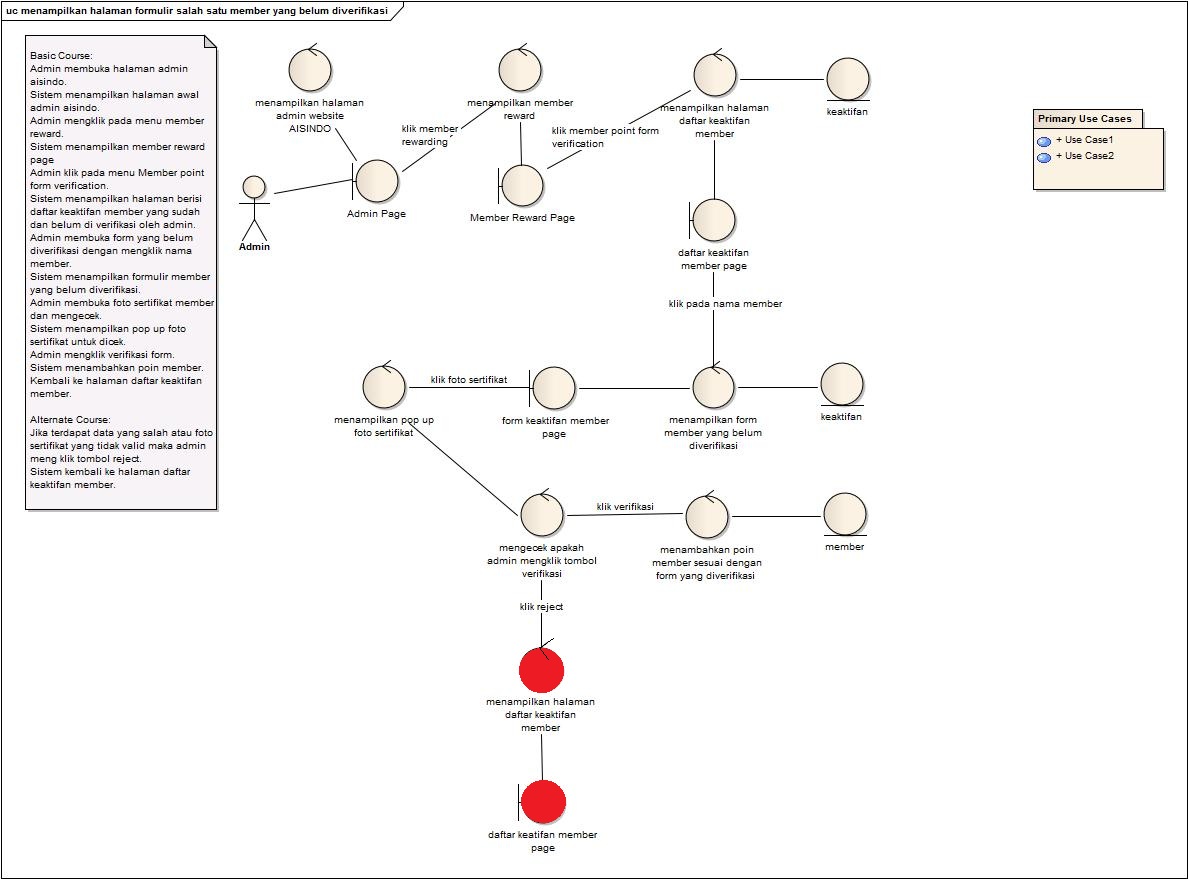 uc menampilkan halaman formulir salah satu member yang belum diverifikasi
Basic Course:
Admin membuka halaman admin
aisindo.
Sistem menampilkan halaman awal
admin aisindo.
Admin mengklik pada menu member
reward.
Sistem menampilkan member reward
page
Admin klik pada menu Member point
form verification.
Sistem menampilkan halaman berisi
daftar keaktifan member yang sudah
dan belum di verifikasi oleh admin.
Admin membuka form yang belum
diverifikasi dengan mengklik nama
member.
Sistem menampilkan formulir member
yang belum diverifikasi.
Admin membuka foto sertifikat member
dan mengecek.
Sistem menampilkan pop up foto
sertifikat untuk dicek.
Admin mengklik verifikasi form.
Sistem menambahkan poin member.
Kembali ke halaman daftar keaktifan
member.
Alternate Course:
Jika terdapat data yang salah atau foto
sertifikat yang tidak valid maka admin
meng klik tombol reject.
Sistem kembali ke halaman daftar
keaktifan member.
menampilkan halaman
admin website
AISINDO
menampilkan member
reward
menampilkan halaman
daftar keaktifan
member
keaktifan
Primary Use Cases
+ Use Case1
+ Use Case2
klik member
rewarding
klik member point form
verification
Admin
Admin Page
Member Reward Page
daftar keaktifan
member page
klik pada nama member
menampilkan pop up
foto sertifikat
klik foto sertifikat
form keaktifan member
page
menampilkan form
member yang belum
diverifikasi
keaktifan
mengecek apakah
admin mengklik tombol
verifikasi
klik verifikasi
menambahkan poin
member sesuai dengan
form yang diverifikasi
member
klik reject
menampilkan halaman
daftar keaktifan
member
daftar keatifan member
page